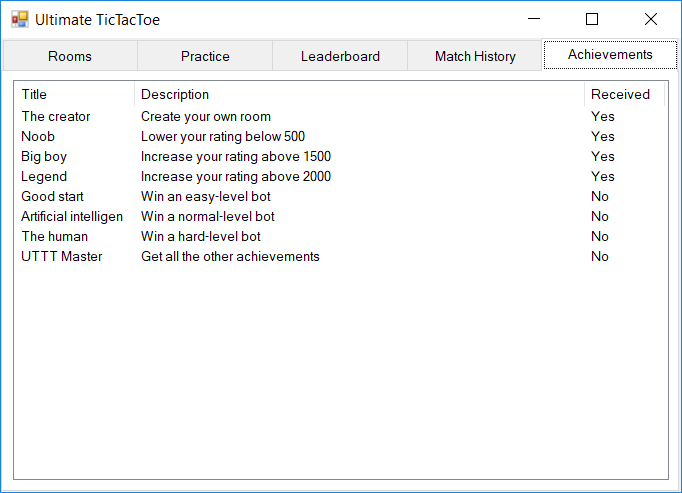 Ultimate TicTacToe
Rooms Practice Leaderboard Match History Achievements
Title Description Received
The creator Create your own room Yes
Noob Lower your rating below 500 Yes
Big boy Increase your rating above 1500 Yes
Legend Increase your rating above 2000 Yes
Good start Win an easy-level bot No
Artificial intelligen Win a normal-level bot No
The human Win a hard-level bot No
UTTT Master Get all the other achievements No